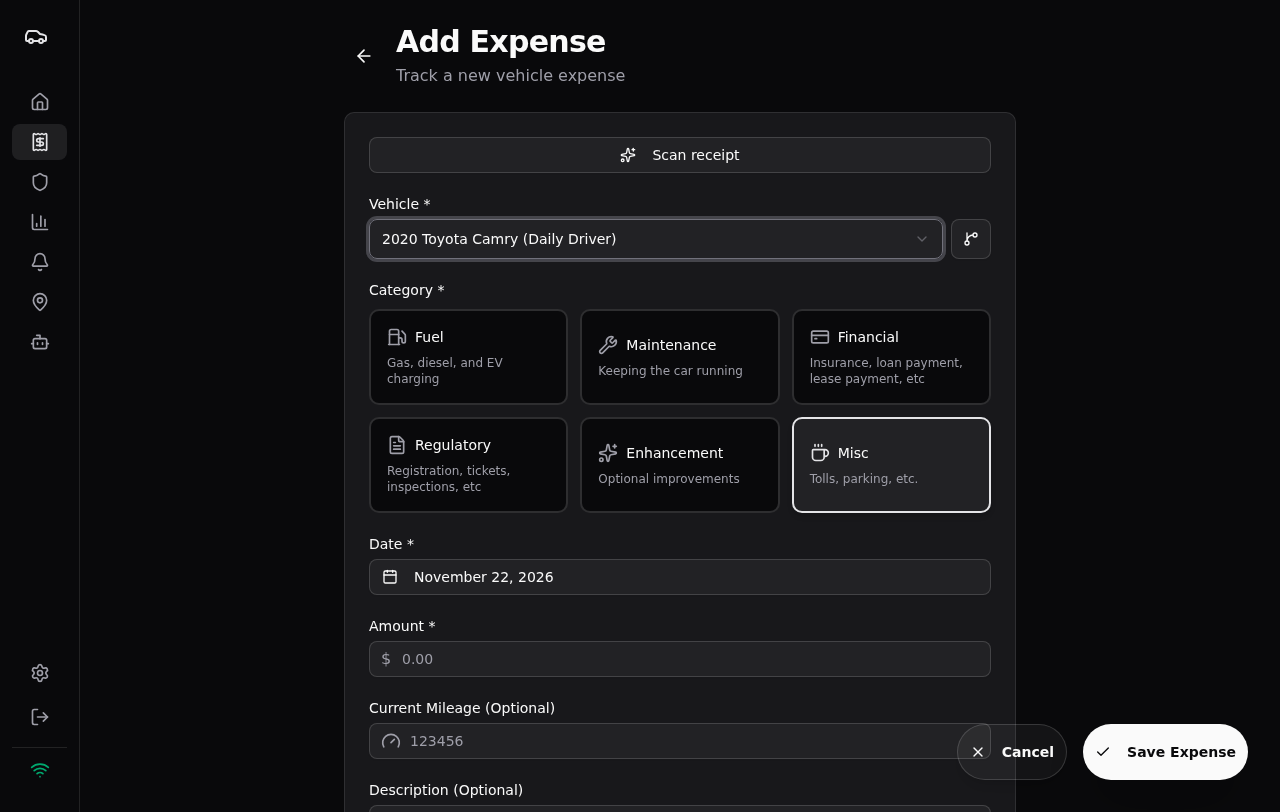 Add Expense
Track a new vehicle expense
Scan receipt
Vehicle *
2020 Toyota Camry (Daily Driver)
Category *
Fuel
Gas, diesel, and EV
charging
Maintenance
Keeping the car running
Financial
Insurance, loan payment,
lease payment, etc
Regulatory
Registration, tickets,
inspections, etc
Enhancement
Optional improvements
Misc
Tolls, parking, etc.
Date *
November 22, 2026
Amount *
$ 0.00
Current Mileage (Optional)
123456
Cancel
Save Expense
Description (Optional)